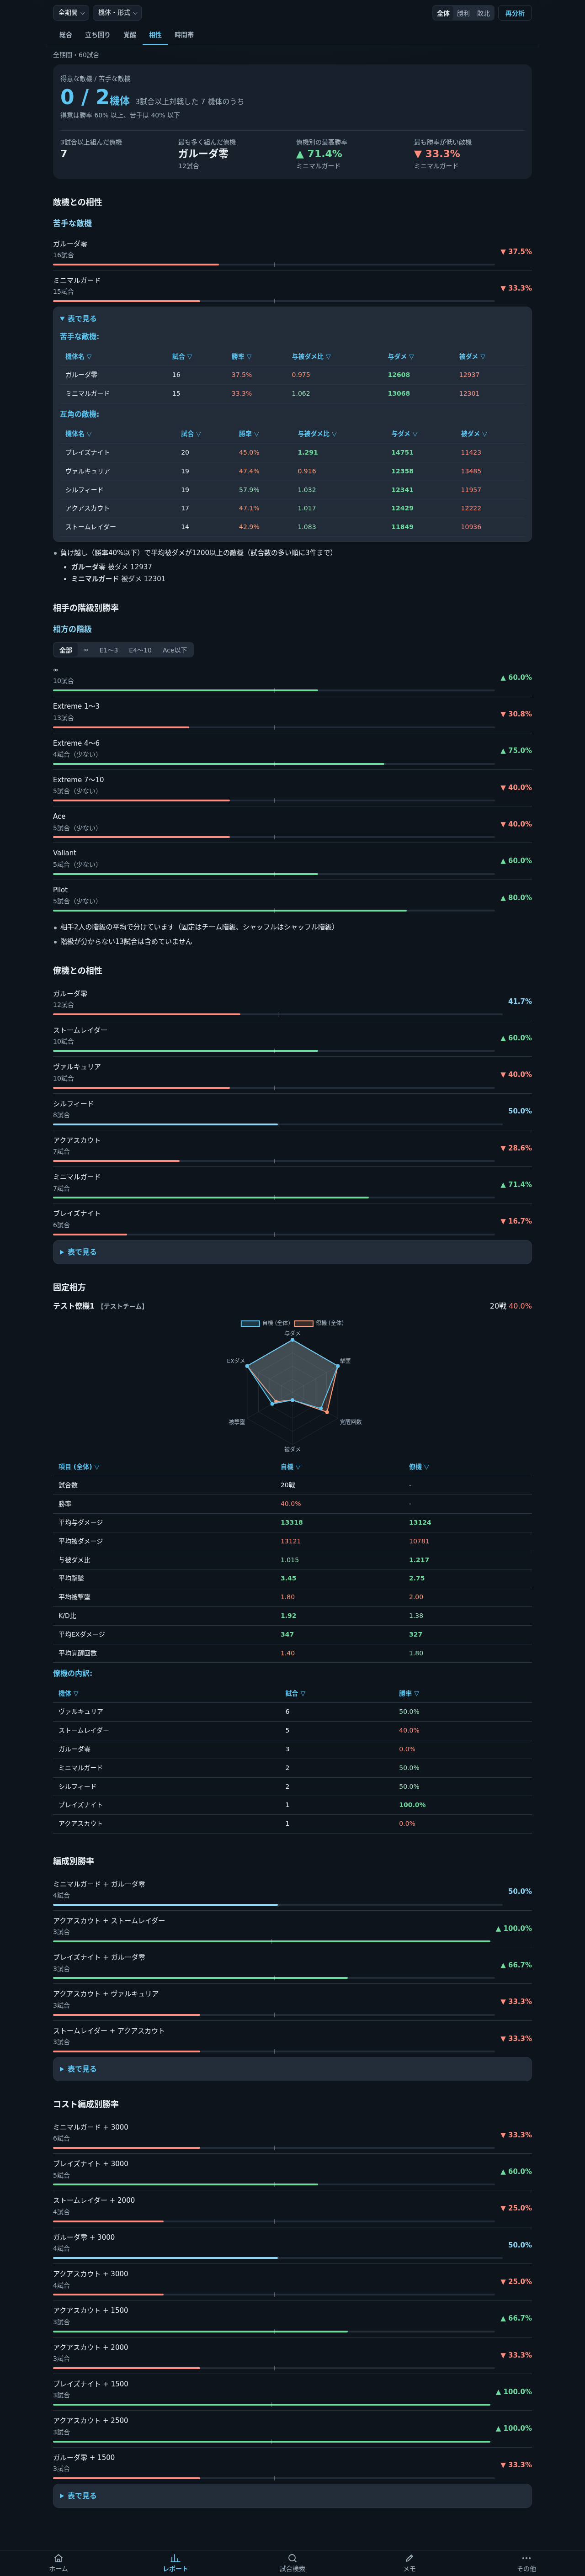 全期間 機体・形式 全体 勝利 敗北 再分析
総合 立ち回り 覚醒 相性 時間帯
全期間・60試合
得意な敵機 / 苦手な敵機
0 / 2機体 3試合以上対戦した 7 機体のうち
得意は勝率 60% 以上、苦手は 40% 以下
3試合以上組んだ僚機 最も多く組んだ僚機 僚機別の最高勝率 最も勝率が低い敵機
7 ガルーダ零 ▲ 71.4% ▼ 33.3%
12試合 ミニマルガード ミニマルガード
敵機との相性
苦手な敵機
ガルーダ零
16試合 ▼ 37.5%
ミニマルガード
15試合 ▼ 33.3%
▼ 表で見る
苦手な敵機:
機体名 ▽ 試合 ▽ 勝率 ▽ 与被ダメ比 ▽ 与ダメ ▽ 被ダメ ▽
ガルーダ零 16 37.5% 0.975 12608 12937
ミニマルガード 15 33.3% 1.062 13068 12301
互角の敵機:
機体名 ▽ 試合 ▽ 勝率 ▽ 与被ダメ比 ▽ 与ダメ ▽ 被ダメ ▽
ブレイズナイト 20 45.0% 1.291 14751 11423
ヴァルキュリア 19 47.4% 0.916 12358 13485
シルフィード 19 57.9% 1.032 12341 11957
アクアスカウト 17 47.1% 1.017 12429 12222
ストームレイダー 14 42.9% 1.083 11849 10936
負け越し（勝率40%以下）で平均被ダメが1200以上の敵機（試合数の多い順に3件まで）
• ガルーダ零 被ダメ 12937
• ミニマルガード 被ダメ 12301
相手の階級別勝率
相方の階級
全部 ∞ E1〜3 E4〜10 Ace以下
∞
10試合 ▲ 60.0%
Extreme 1〜3
13試合 ▼ 30.8%
Extreme 4〜6
4試合（少ない） ▲ 75.0%
Extreme 7〜10
5試合（少ない） ▼ 40.0%
Ace
5試合（少ない） ▼ 40.0%
Valiant
5試合（少ない） ▲ 60.0%
Pilot
5試合（少ない） ▲ 80.0%
相手2人の階級の平均で分けています（固定はチーム階級、シャッフルはシャッフル階級）
階級が分からない13試合は含めていません
僚機との相性
ガルーダ零
12試合 41.7%
ストームレイダー
10試合 ▲ 60.0%
ヴァルキュリア
10試合 ▼ 40.0%
シルフィード
8試合 50.0%
アクアスカウト
7試合 ▼ 28.6%
ミニマルガード
7試合 ▲ 71.4%
ブレイズナイト
6試合 ▼ 16.7%
▶ 表で見る
固定相方
テスト僚機1 【テストチーム】 20戦 40.0%
自機 (全体) 僚機 (全体)
与ダメ
EXダメ 撃墜
被撃墜 覚醒回数
被ダメ
項目 (全体) ▽ 自機 ▽ 僚機 ▽
試合数 20戦 -
勝率 40.0% -
平均与ダメージ 13318 13124
平均被ダメージ 13121 10781
与被ダメ比 1.015 1.217
平均撃墜 3.45 2.75
平均被撃墜 1.80 2.00
K/D比 1.92 1.38
平均EXダメージ 347 327
平均覚醒回数 1.40 1.80
僚機の内訳:
機体 ▽ 試合 ▽ 勝率 ▽
ヴァルキュリア 6 50.0%
ストームレイダー 5 40.0%
ガルーダ零 3 0.0%
ミニマルガード 2 50.0%
シルフィード 2 50.0%
ブレイズナイト 1 100.0%
アクアスカウト 1 0.0%
編成別勝率
ミニマルガード + ガルーダ零
4試合 50.0%
アクアスカウト + ストームレイダー
3試合 ▲ 100.0%
ブレイズナイト + ガルーダ零
3試合 ▲ 66.7%
アクアスカウト + ヴァルキュリア
3試合 ▼ 33.3%
ストームレイダー + アクアスカウト
3試合 ▼ 33.3%
▶ 表で見る
コスト編成別勝率
ミニマルガード + 3000
6試合 ▼ 33.3%
ブレイズナイト + 3000
5試合 ▲ 60.0%
ストームレイダー + 2000
4試合 ▼ 25.0%
ガルーダ零 + 3000
4試合 50.0%
アクアスカウト + 3000
4試合 ▼ 25.0%
アクアスカウト + 1500
3試合 ▲ 66.7%
アクアスカウト + 2000
3試合 ▼ 33.3%
ブレイズナイト + 1500
3試合 ▲ 100.0%
アクアスカウト + 2500
3試合 ▲ 100.0%
ガルーダ零 + 1500
3試合 ▼ 33.3%
▶ 表で見る
ホーム レポート 試合検索 メモ その他